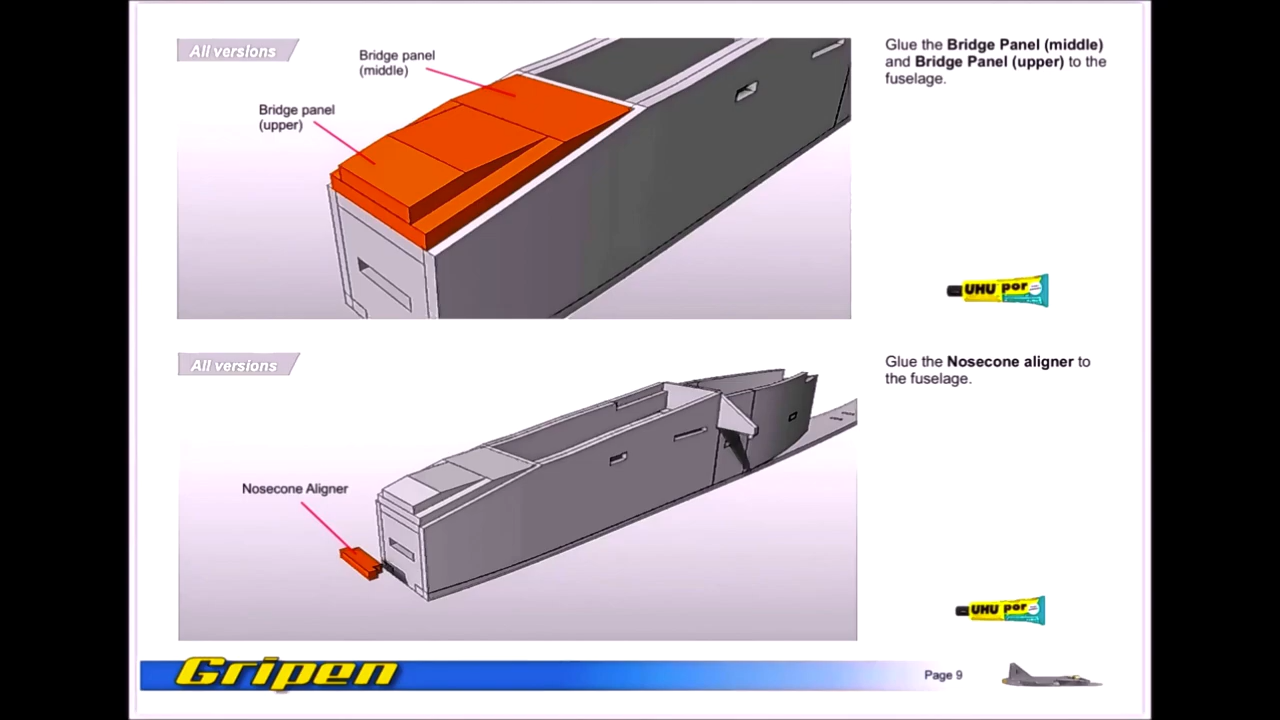 All versions
Bridge panel
(middle)
Bridge panel
(upper)
Glue the Bridge Panel (middle)
and Bridge Panel (upper) to the
fuselage.
UHU por
All versions
Glue the Nosecone aligner to
the fuselage.
Nosecone Aligner
UHU por
Gripen
Page 9